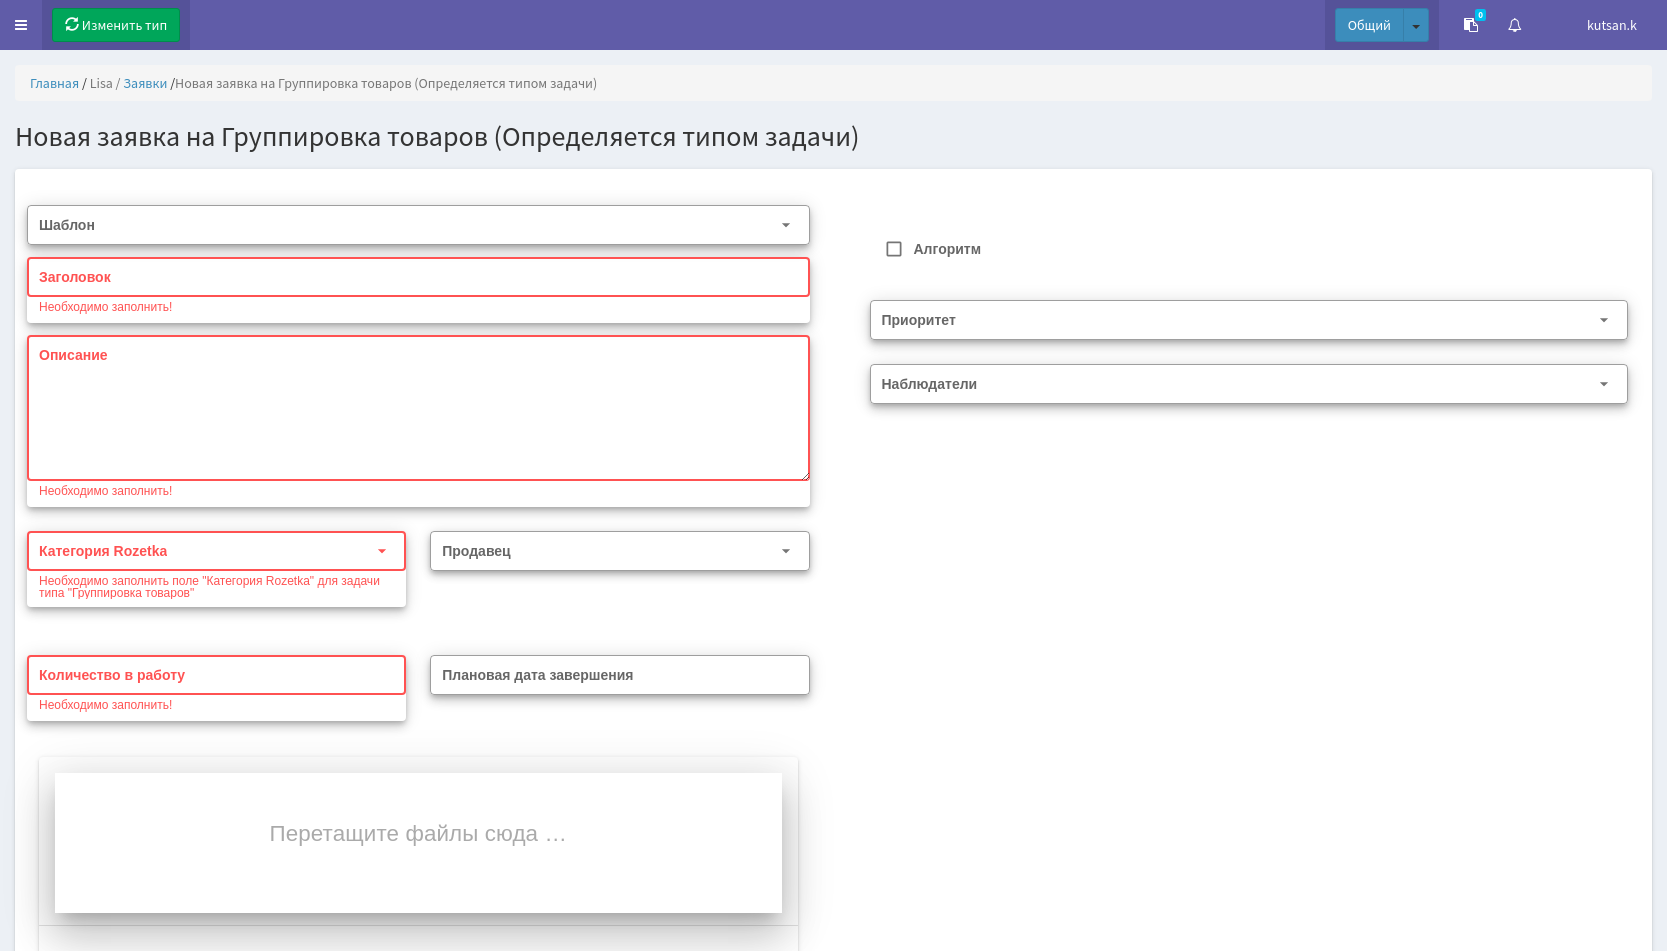 Изменить тип
Общий
0
kutsan.k
Главная / Lisa / Заявки /Новая заявка на Группировка товаров (Определяется типом задачи)
Новая заявка на Группировка товаров (Определяется типом задачи)
Шаблон
Алгоритм
Заголовок
Необходимо заполнить!
Приоритет
Описание
Наблюдатели
Необходимо заполнить!
Категория Rozetka
Продавец
Необходимо заполнить поле "Категория Rozetka" для задачи
типа "Группировка товаров"
Количество в работу
Плановая дата завершения
Необходимо заполнить!
Перетащите файлы сюда …